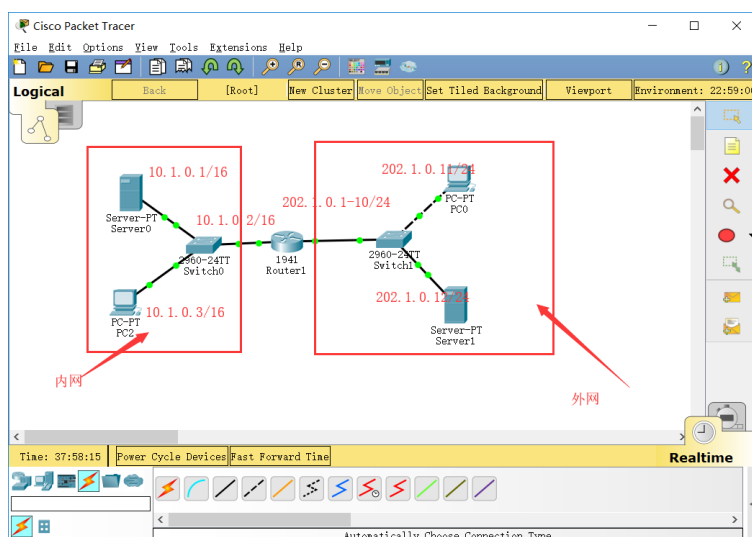 Cisco Packet Tracer
File Edit Options View Tools Extensions Help
Logical Back [Root] New Cluster Move Object Set Tiled Background Viewport Environment: 22:59:00
10.1.0.1/16
202.1.0.11/24
PC-PT
PC0
Server-PT
Server0
10.1.0.2/16
202.1.0.1-10/24
2960-24TT
Switch0
1941
Router1
2960-24TT
Switch1
10.1.0.3/16
PC-PT
PC2
202.1.0.12/24
Server-PT
Server1
内网
外网
Time: 37:58:15 Power Cycle Devices Fast Forward Time
Realtime
Automatically Choose Connection Type